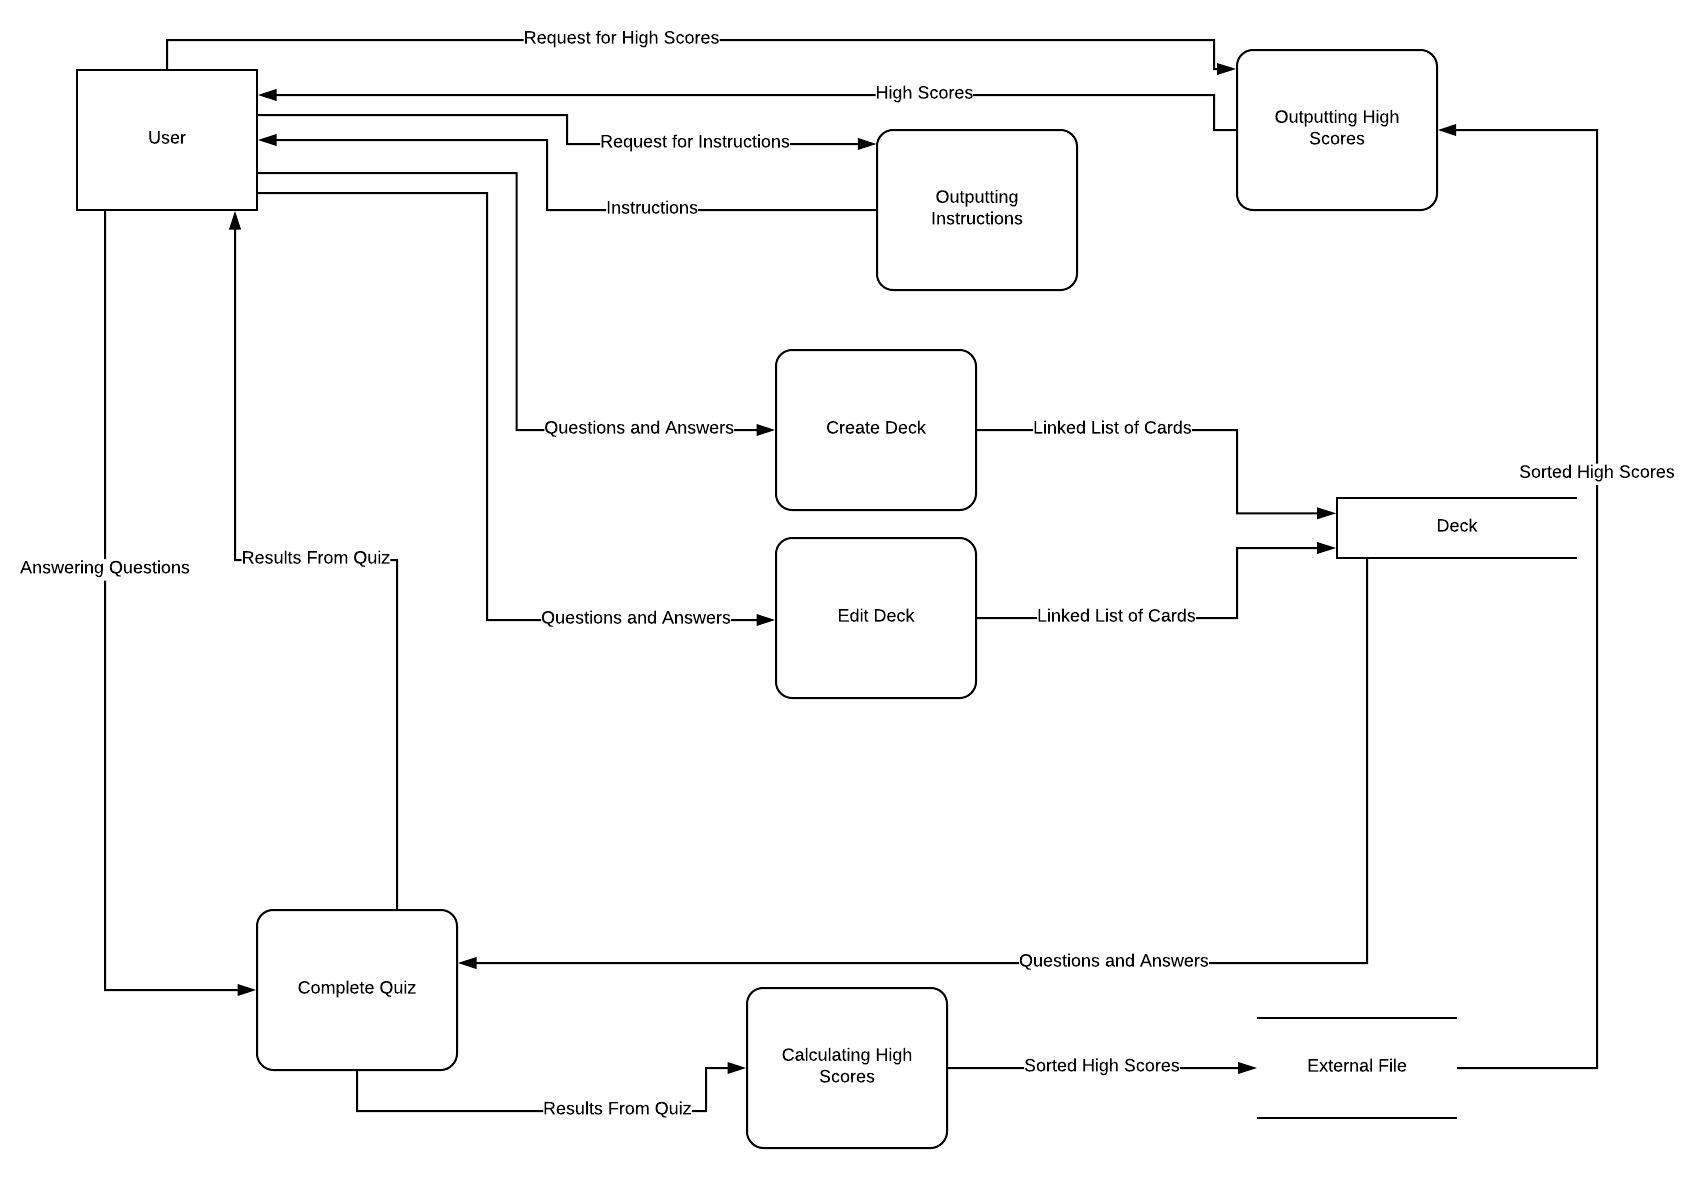 Request for High Scores
High Scores
Outputting High
Scores
User
Request for Instructions
Outputting
Instructions
Instructions
Questions and Answers
Create Deck
Linked List of Cards
Sorted High Scores
Deck
Answering Questions
Results From Quiz
Questions and Answers
Edit Deck
Linked List of Cards
Questions and Answers
Complete Quiz
Calculating High
Scores
Sorted High Scores
External File
Results From Quiz